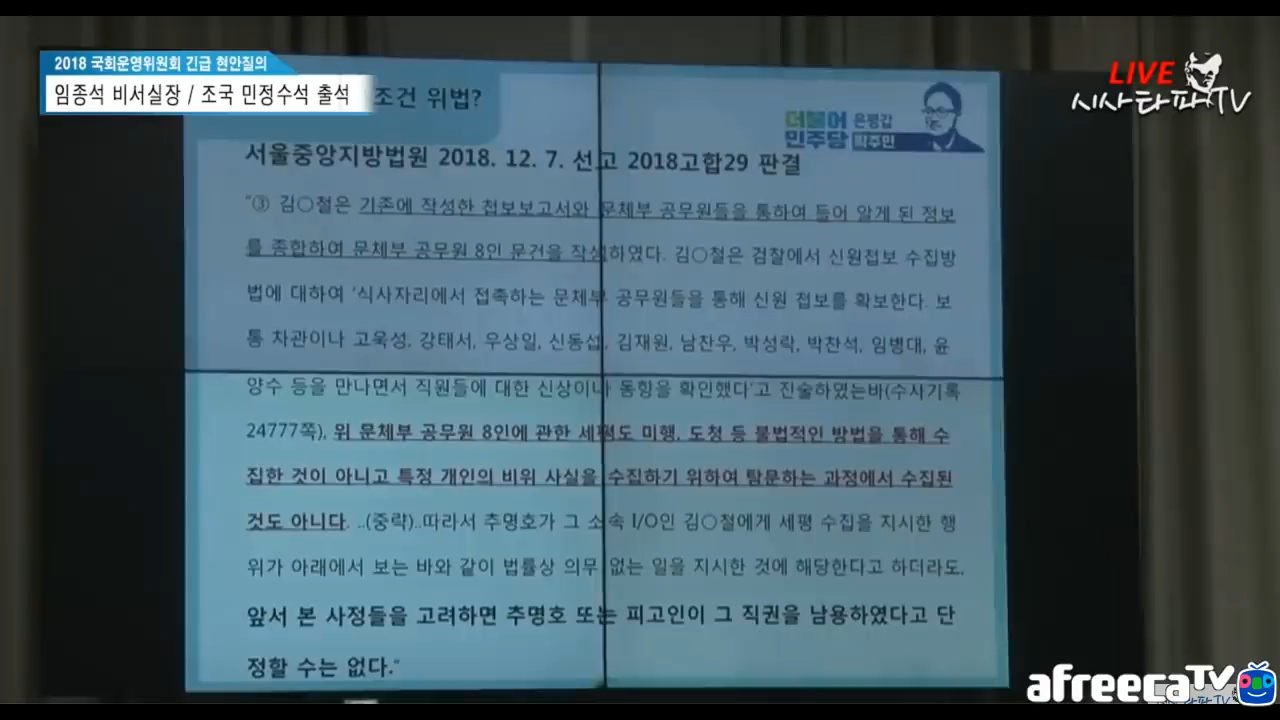 2018 국회운영위원회 긴급 현안질의
임종석 비서실장 / 조국 민정수석 출석
LIVE
시사타파TV
조건 위법?
더불어 은평갑
민주당 박주민
서울중앙지방법원 2018. 12. 7. 선고 2018고합29 판결
"③ 김○철은 기존에 작성한 첩보보고서와 문체부 공무원들을 통하여 들어 알게 된 정보
를 종합하여 문체부 공무원 8인 문건을 작성하였다. 김○철은 검찰에서 신원첩보 수집방
법에 대하여 '식사자리에서 접촉하는 문체부 공무원들을 통해 신원 첩보를 확보한다. 보
통 차관이나 고욱성, 강태서, 우상일, 신동섭, 김재원, 남찬우, 박성락, 박찬석, 임병대, 윤
양수 등을 만나면서 직원들에 대한 신상이나 동향을 확인했다'고 진술하였는바(수사기록
24777쪽), 위 문체부 공무원 8인에 관한 세평도 미행, 도청 등 불법적인 방법을 통해 수
집한 것이 아니고 특정 개인의 비위 사실을 수집하기 위하여 탐문하는 과정에서 수집된
것도 아니다. ..(중략)..따라서 추명호가 그 소속 I/O인 김○철에게 세평 수집을 지시한 행
위가 아래에서 보는 바와 같이 법률상 의무 없는 일을 지시한 것에 해당한다고 하더라도,
앞서 본 사정들을 고려하면 추명호 또는 피고인이 그 직권을 남용하였다고 단
정할 수는 없다."
afreecaTV